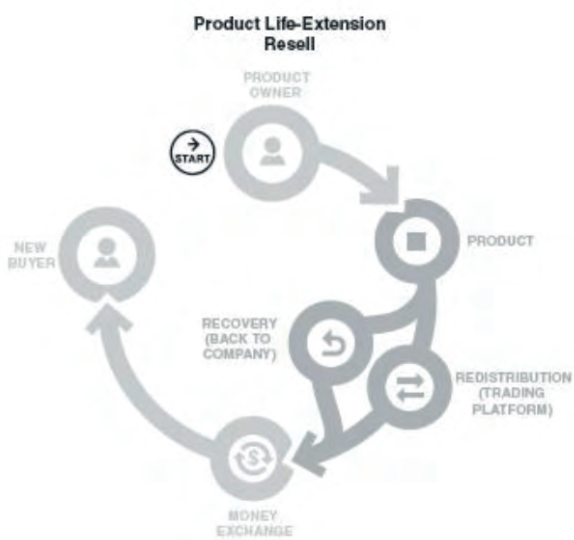 Product Life-Extension
Resell
PRODUCT
OWNER
START
PRODUCT
NEW
BUYER
RECOVERY
(BACK TO
COMPANY)
REDISTRIBUTION
(TRADING
PLATFORM)
$
MONEY
EXCHANGE